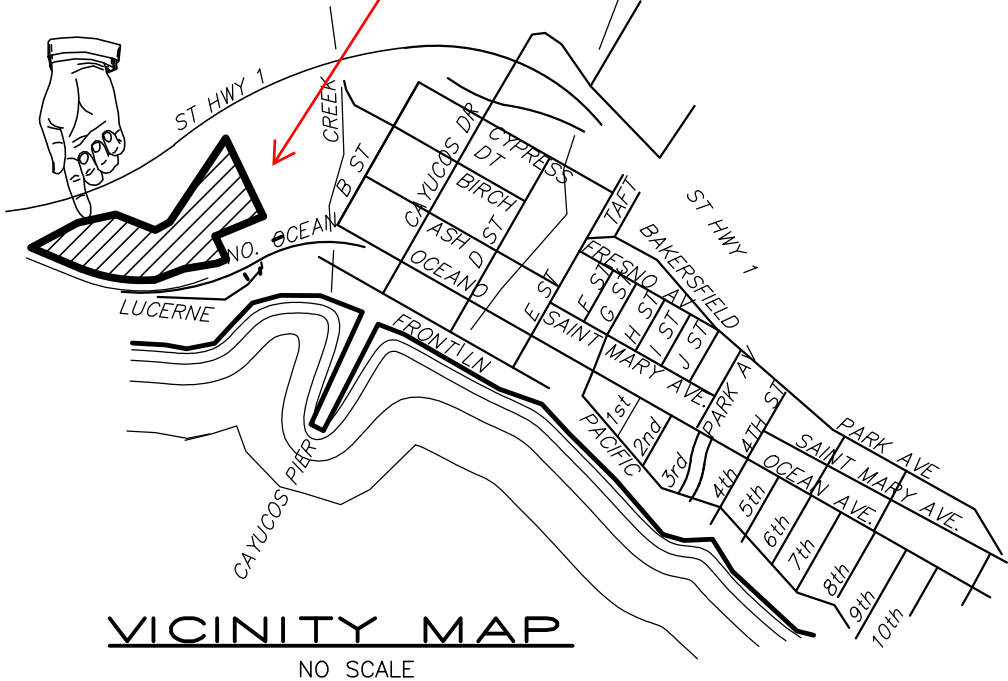 ST HWY 1
CREEK
B ST
CAYUCOS DR
CYPRESS
DT
BIRCH
D ST
ASH
OCEANO
NO. OCEAN
LUCERNE
FRONT LN
E ST
TAFT
ST HWY 1
BAKERSFIELD
FRESNO AV
F ST
G ST
H ST
I ST
J ST
SAINT MARY AVE.
PARK A
4TH ST
PACIFIC
1st
2nd
3rd
4th
5th
6th
7th
8th
9th
10th
OCEAN AVE.
SAINT MARY AVE.
PARK AVE
CAYUCOS PIER
VICINITY MAP
NO SCALE